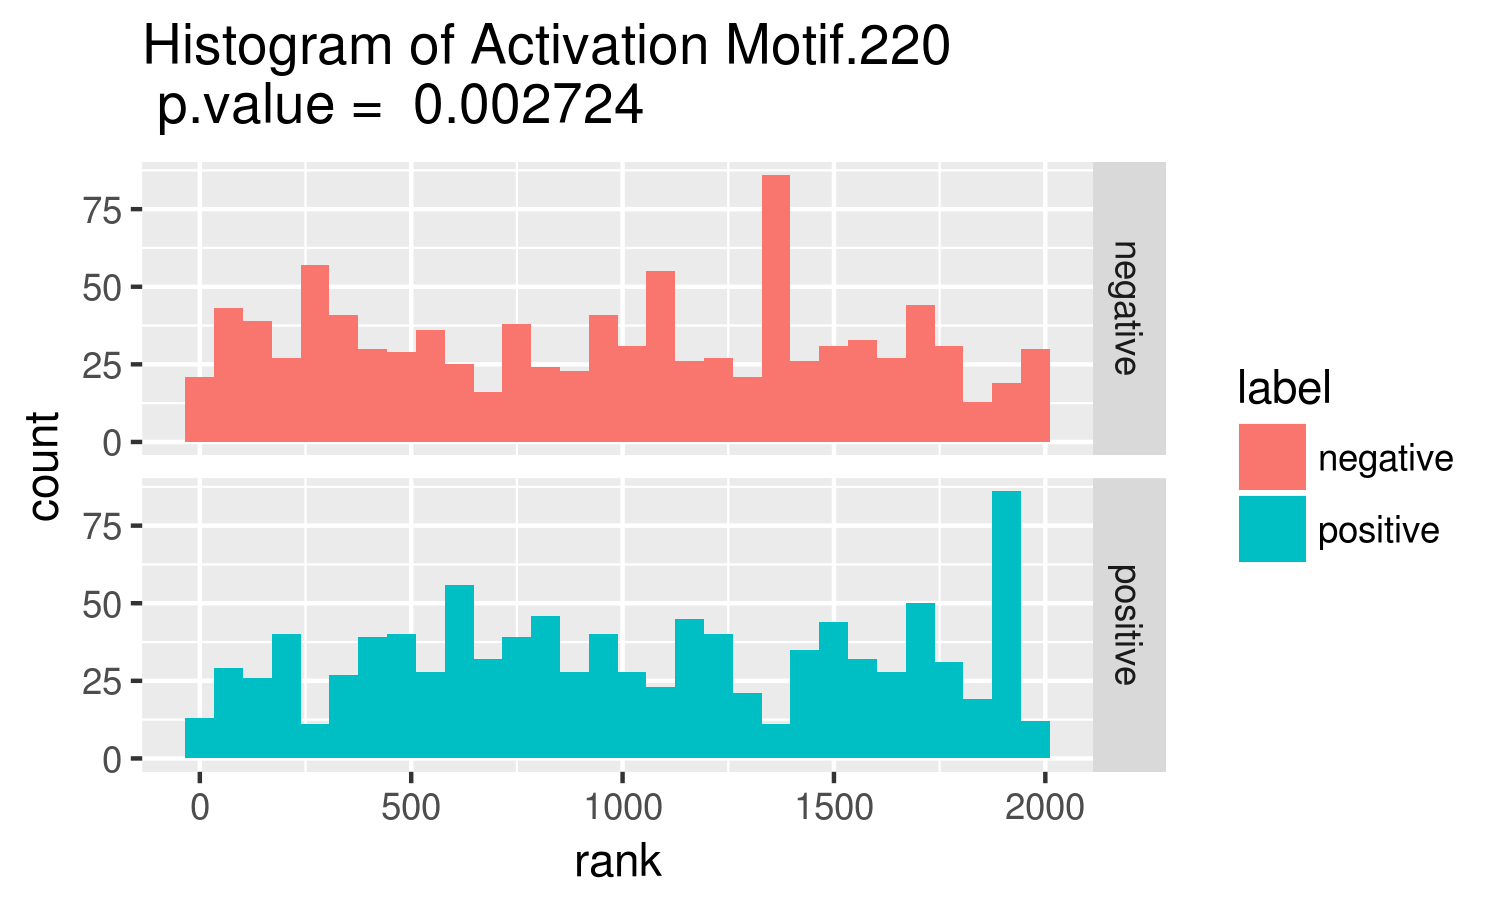 Histogram of Activation Motif.220
p.value = 0.002724
75
50
25
0
negative
75
50
25
0
positive
count
0 500 1000 1500 2000
rank
label
negative
positive